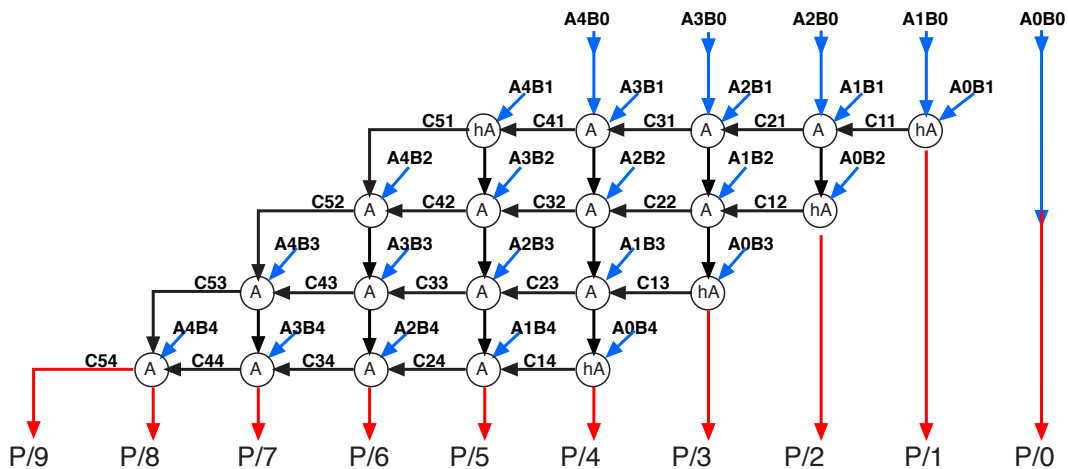 A4B0 A3B0 A2B0 A1B0 A0B0
A4B1 A3B1 A2B1 A1B1 A0B1
C51 C41 C31 C21 C11
hA A A A hA
A4B2 A3B2 A2B2 A1B2 A0B2
C52 C42 C32 C22 C12
A A A A hA
A4B3 A3B3 A2B3 A1B3 A0B3
C53 C43 C33 C23 C13
A A A A hA
A4B4 A3B4 A2B4 A1B4 A0B4
C54 C44 C34 C24 C14
A A A A hA
P/9 P/8 P/7 P/6 P/5 P/4 P/3 P/2 P/1 P/0